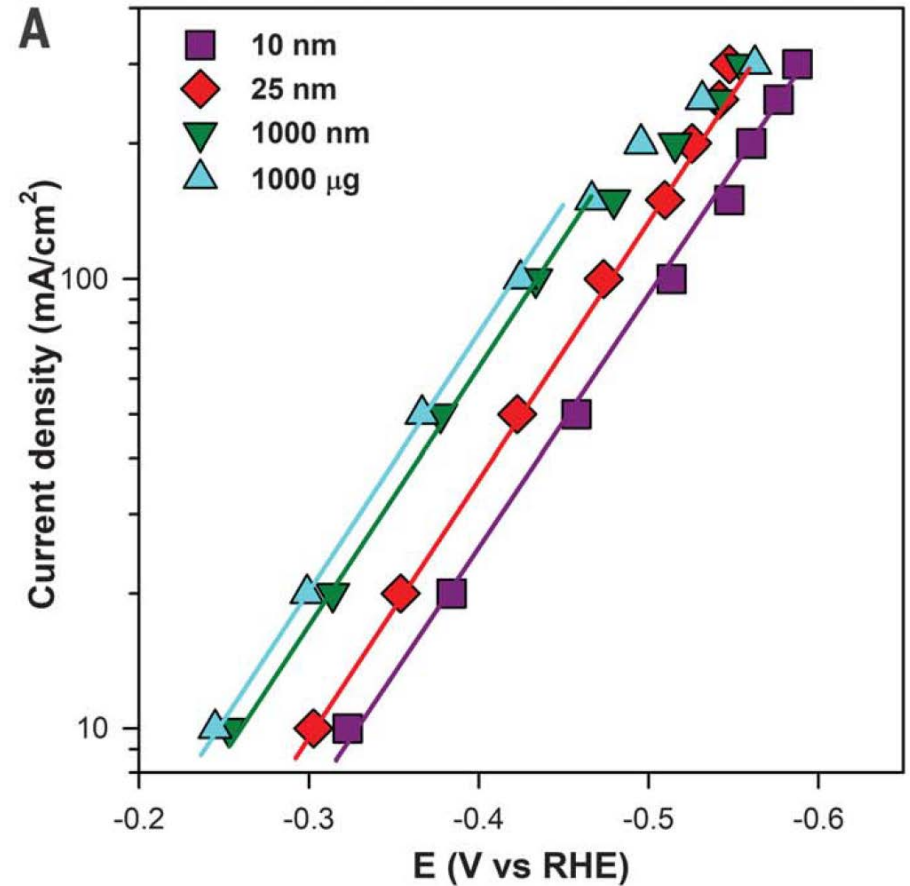 A
10 nm
25 nm
1000 nm
1000 μg
Current density (mA/cm²)
100
10
-0.2
-0.3
-0.4
-0.5
-0.6
E (V vs RHE)